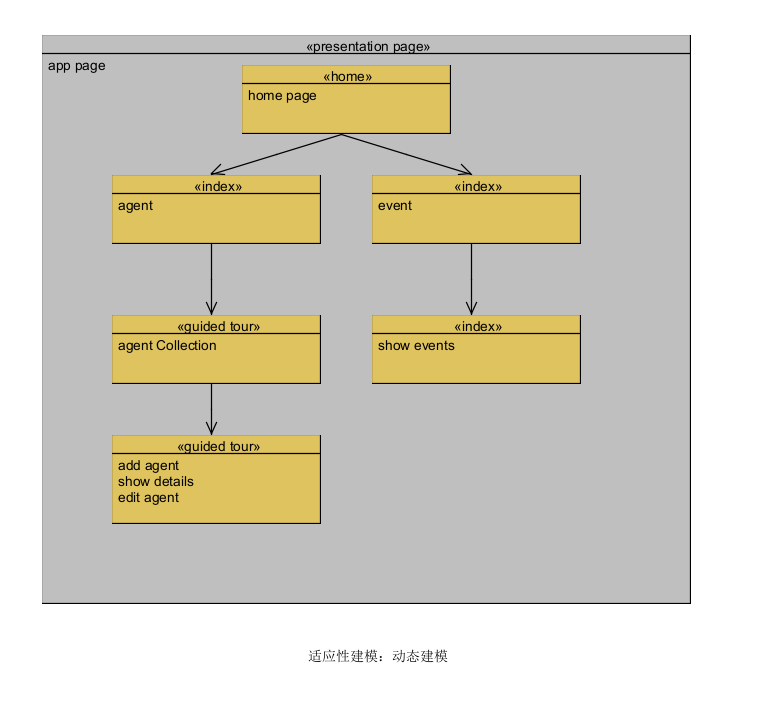 «presentation page»
app page
«home»
home page
«index»
agent
«index»
event
«guided tour»
agent Collection
«index»
show events
«guided tour»
add agent
show details
edit agent
适应性建模：动态建模